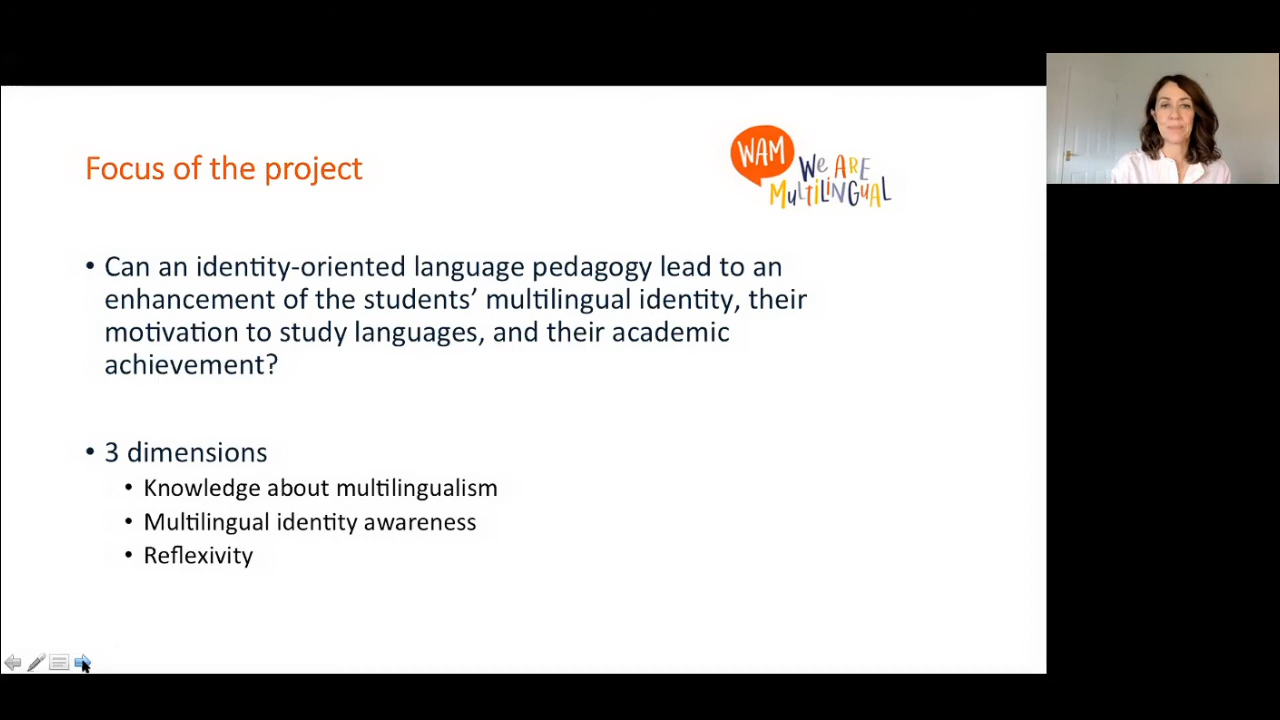 Focus of the project
WAM
We ARE
MultiLiNGUAL
• Can an identity-oriented language pedagogy lead to an
enhancement of the students’ multilingual identity, their
motivation to study languages, and their academic
achievement?
• 3 dimensions
• Knowledge about multilingualism
• Multilingual identity awareness
• Reflexivity